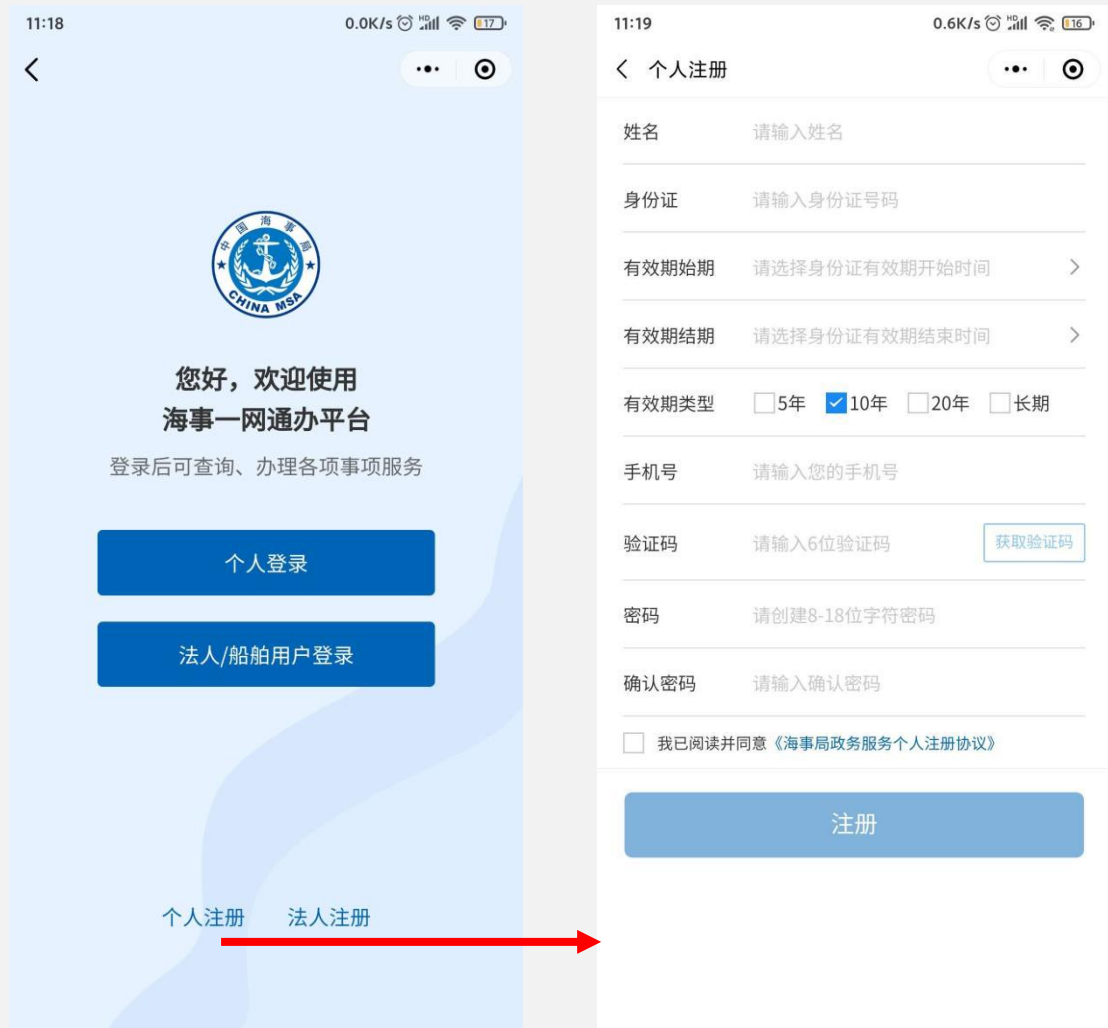 11:18
0.0K/s HD 17
中国海事局
CHINA MSA
您好，欢迎使用
海事一网通办平台
登录后可查询、办理各项事项服务
个人登录
法人/船舶用户登录
个人注册 法人注册
11:19
0.6K/s HD 16
个人注册
姓名 请输入姓名
身份证 请输入身份证号码
有效期始期 请选择身份证有效期开始时间
有效期结期 请选择身份证有效期结束时间
有效期类型 5年 10年 20年 长期
手机号 请输入您的手机号
验证码 请输入6位验证码 获取验证码
密码 请创建8-18位字符密码
确认密码 请输入确认密码
我已阅读并同意《海事局政务服务个人注册协议》
注册